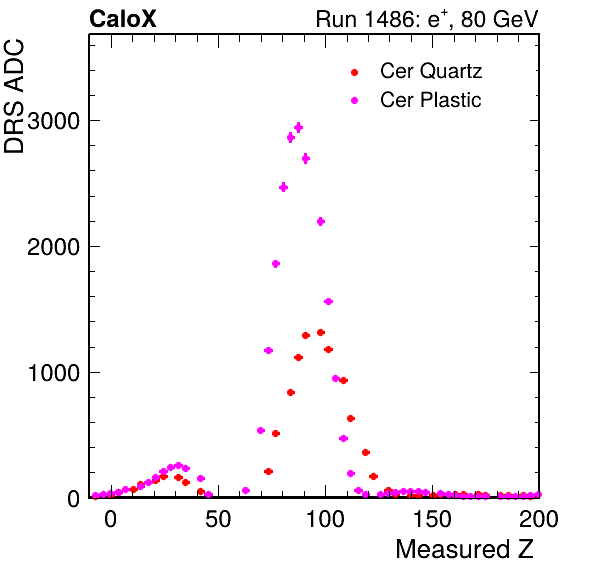 CaloX
Run 1486: e+, 80 GeV
DRS ADC
Cer Quartz
Cer Plastic
3000
2000
1000
0
0 50 100 150 200
Measured Z